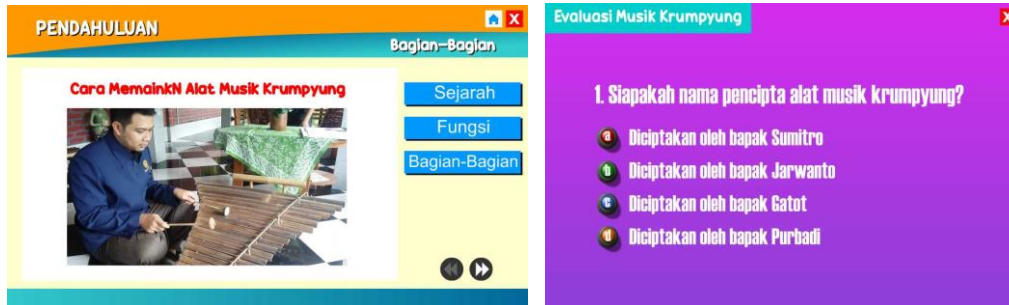 PENDAHULUAN
X
Bagian-Bagian
Cara MemainkN Alat Musik Krumpyung
Sejarah
Fungsi
Bagian-Bagian
Evaluasi Musik Krumpyung
X
1. Siapakah nama pencipta alat musik krumpyung?
a Diciptakan oleh bapak Sumitro
b Diciptakan oleh bapak Jarwanto
c Diciptakan oleh bapak Gatot
d Diciptakan oleh bapak Purbadi